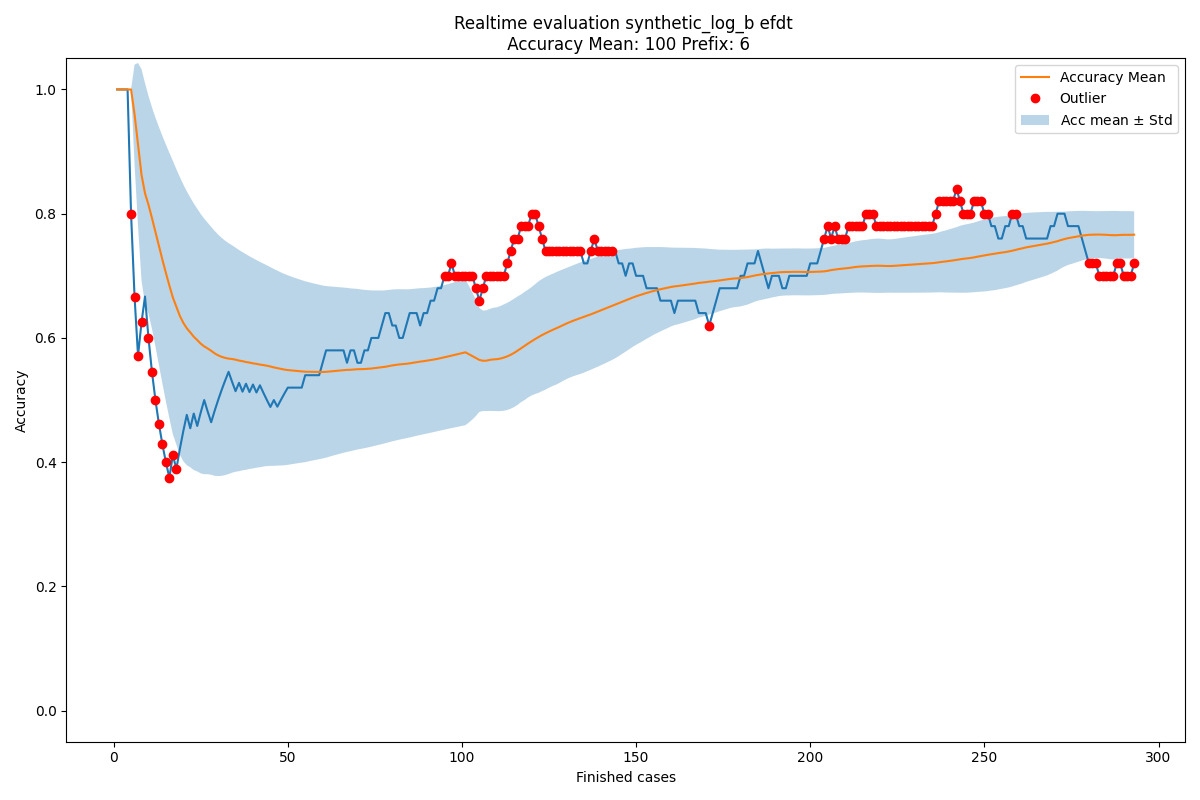 Realtime evaluation synthetic_log_b efdt
Accuracy Mean: 100 Prefix: 6
Accuracy Mean
Outlier
Acc mean ± Std
1.0
0.8
0.6
0.4
0.2
0.0
Accuracy
0 50 100 150 200 250 300
Finished cases